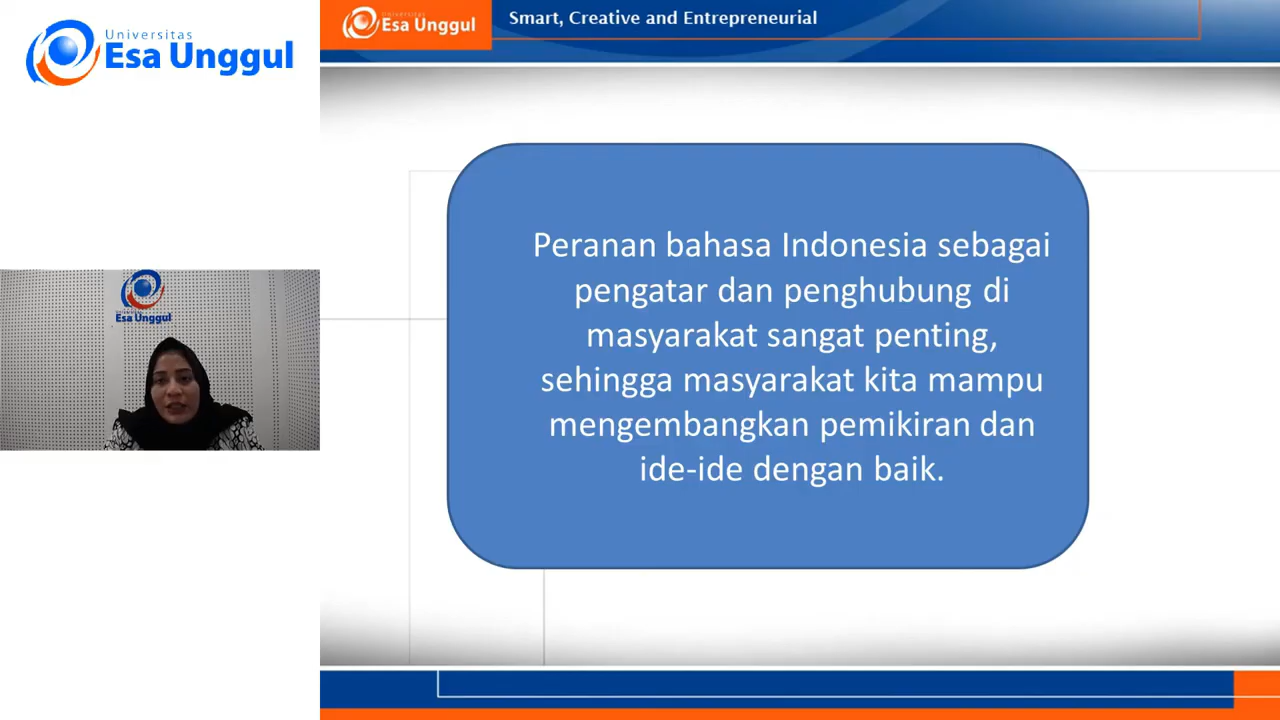 Universitas
Esa Unggul
Esa Unggul
Smart, Creative and Entrepreneurial
Esa Unggul
Peranan bahasa Indonesia sebagai
pengatar dan penghubung di
masyarakat sangat penting,
sehingga masyarakat kita mampu
mengembangkan pemikiran dan
ide-ide dengan baik.